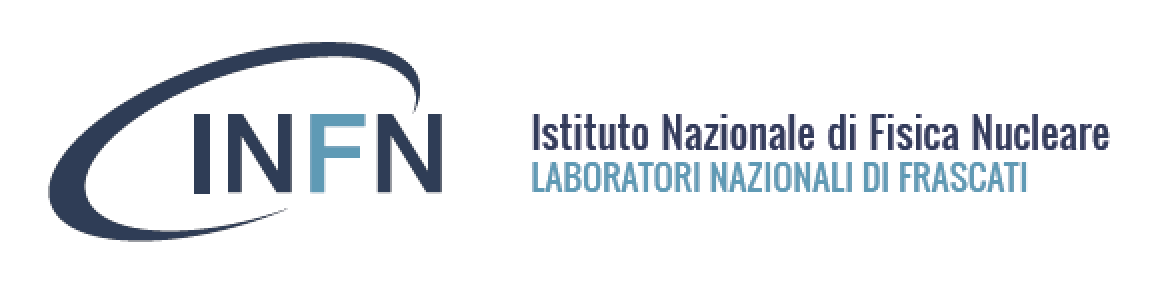 INFN
Istituto Nazionale di Fisica Nucleare
LABORATORI NAZIONALI DI FRASCATI